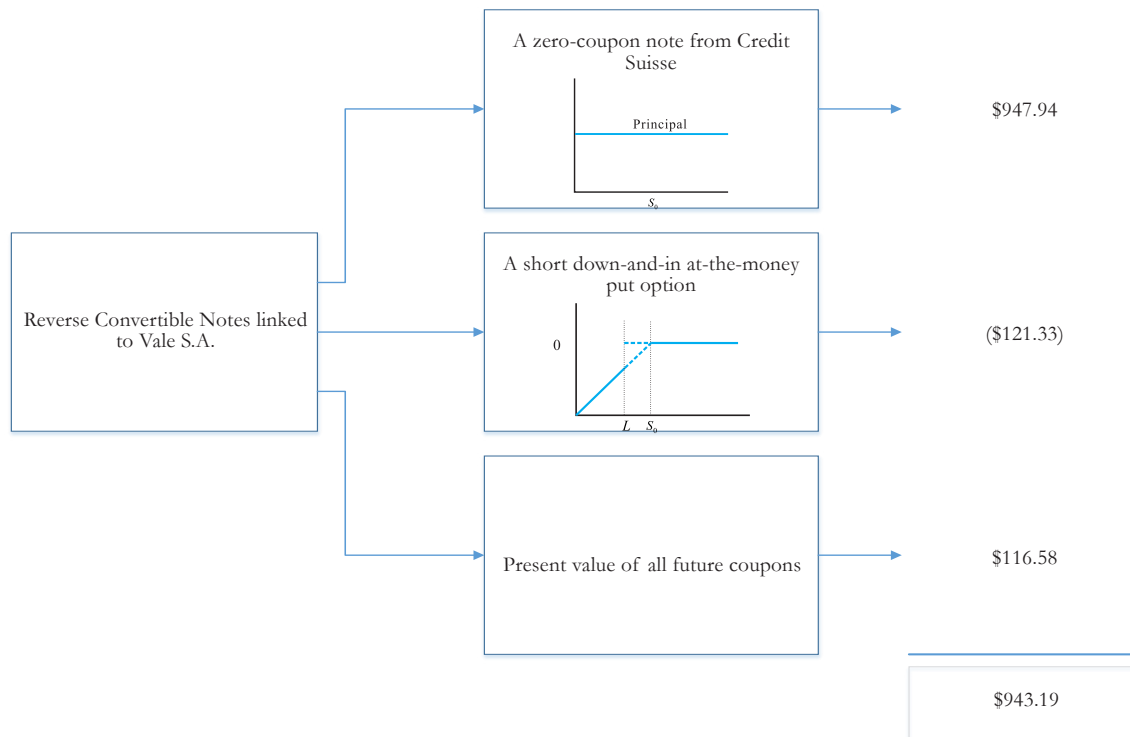 A zero-coupon note from Credit
Suisse
Principal
S₀
$947.94
Reverse Convertible Notes linked
to Vale S.A.
A short down-and-in at-the-money
put option
0
L S₀
($121.33)
Present value of all future coupons
$116.58
$943.19